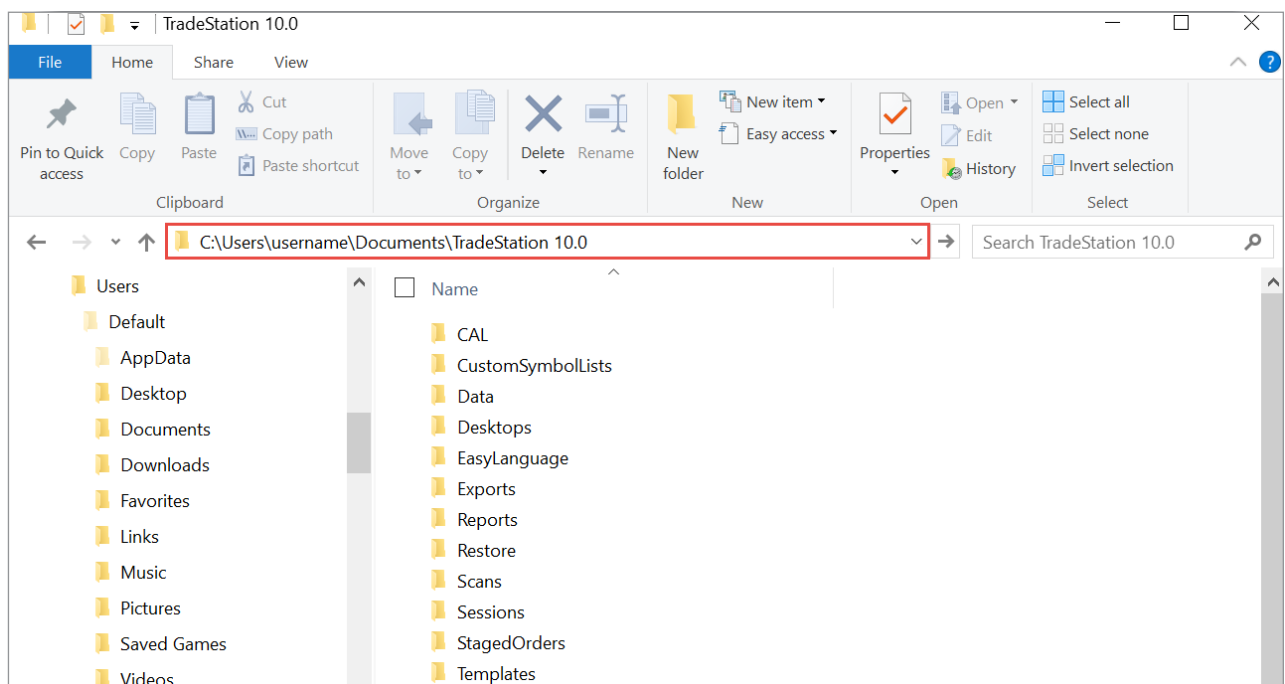 TradeStation 10.0
File Home Share View
Pin to Quick access
Copy
Paste
Cut
Copy path
Paste shortcut
Clipboard
Move to
Copy to
Delete
Rename
Organize
New folder
New item
Easy access
New
Properties
Open
Edit
History
Open
Select all
Select none
Invert selection
Select
C:\Users\username\Documents\TradeStation 10.0
Search TradeStation 10.0
Users
Default
AppData
Desktop
Documents
Downloads
Favorites
Links
Music
Pictures
Saved Games
Videos
Name
CAL
CustomSymbolLists
Data
Desktops
EasyLanguage
Exports
Reports
Restore
Scans
Sessions
StagedOrders
Templates